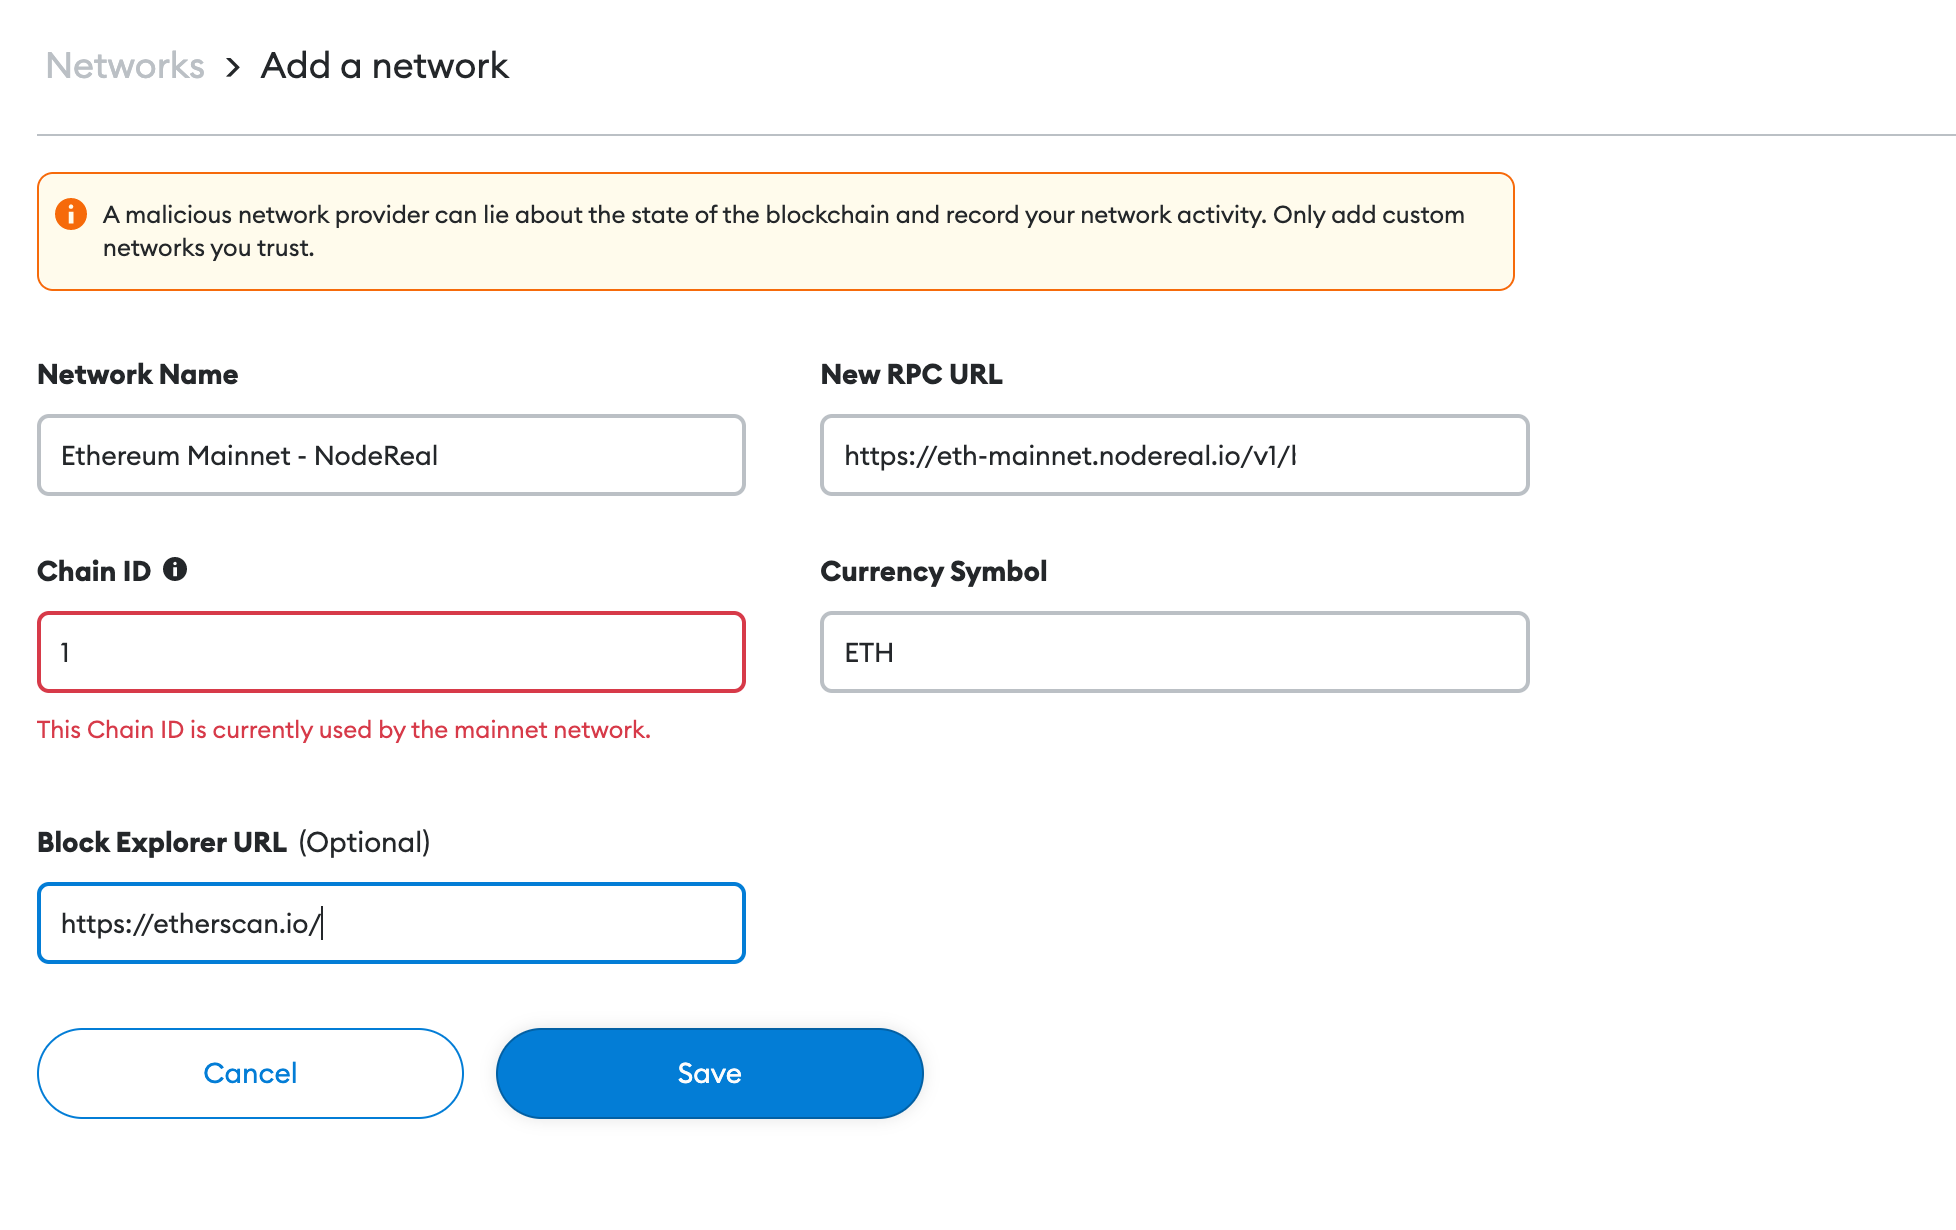 Networks > Add a network
A malicious network provider can lie about the state of the blockchain and record your network activity. Only add custom
networks you trust.
Network Name
Ethereum Mainnet - NodeReal
New RPC URL
https://eth-mainnet.nodereal.io/v1/
Chain ID
1
This Chain ID is currently used by the mainnet network.
Currency Symbol
ETH
Block Explorer URL (Optional)
https://etherscan.io/
Cancel
Save